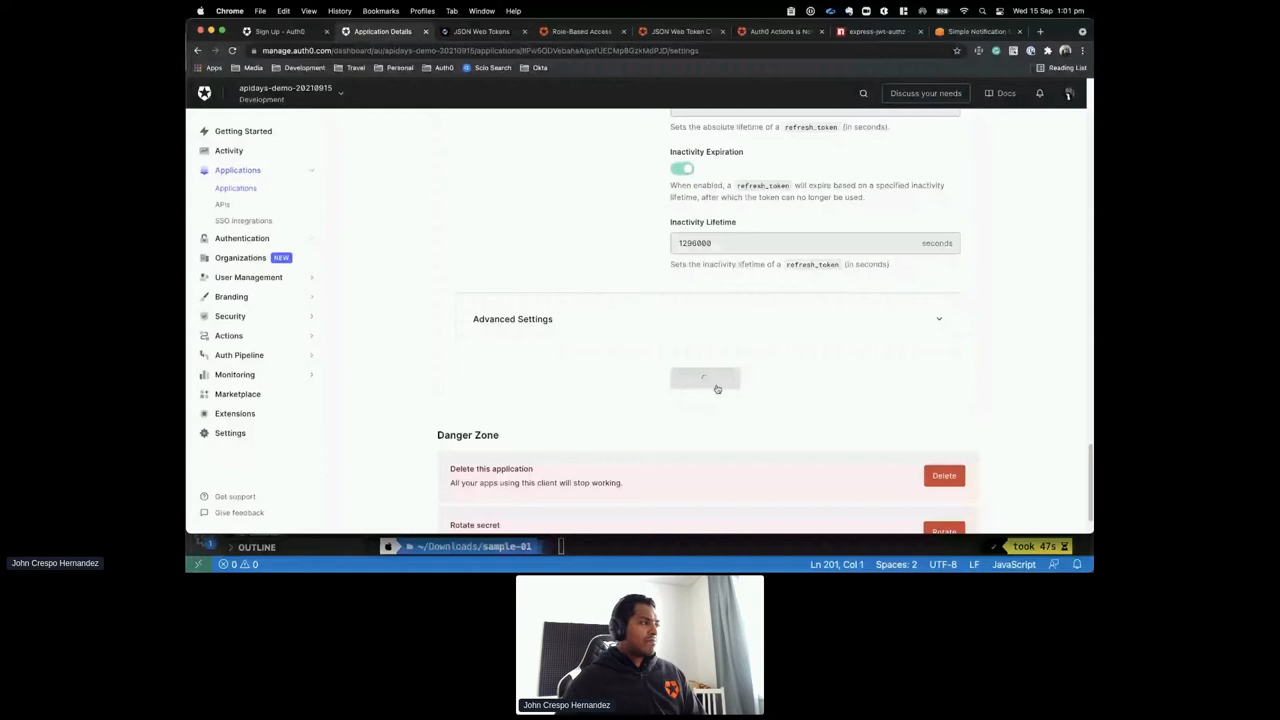 Chrome File Edit View History Bookmarks Profiles Tab Window Help
Wed 15 Sep 1:01 pm
Sign Up - Auth0
Application Details
JSON Web Tokens
Role-Based Access
JSON Web Token C
Auth0 Actions is No
express-jwt-authz
Simple Notification
Apps Media Development Travel Personal Auth0 Scio Search Okta
Reading List
apidays-demo-20210915
Development
Discuss your needs
Docs
Getting Started
Activity
Applications
Applications
APIs
SSO Integrations
Authentication
Organizations NEW
User Management
Branding
Security
Actions
Auth Pipeline
Monitoring
Marketplace
Extensions
Settings
Get support
Give feedback
Sets the absolute lifetime of a refresh_token (in seconds).
Inactivity Expiration
When enabled, a refresh_token will expire based on a specified inactivity
lifetime, after which the token can no longer be used.
Inactivity Lifetime
1296000 seconds
Sets the inactivity lifetime of a refresh_token (in seconds).
Advanced Settings
Danger Zone
Delete this application
All your apps using this client will stop working.
Delete
Rotate secret
Rotate
1
OUTLINE
~/Downloads/sample-01
took 47s
0 0
Ln 201, Col 1 Spaces: 2 UTF-8 LF JavaScript
John Crespo Hernandez
John Crespo Hernandez